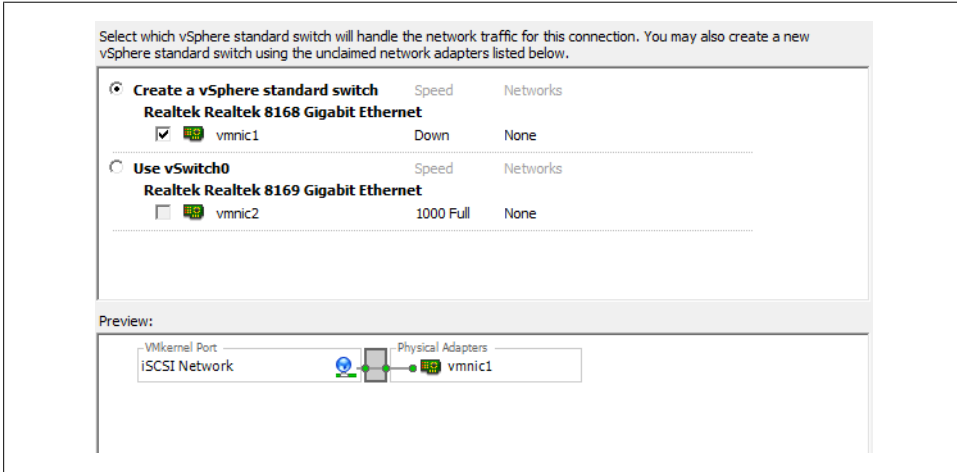 Select which vSphere standard switch will handle the network traffic for this connection. You may also create a new
vSphere standard switch using the unclaimed network adapters listed below.
Create a vSphere standard switch Speed Networks
Realtek Realtek 8168 Gigabit Ethernet
vmnic1 Down None
Use vSwitch0 Speed Networks
Realtek Realtek 8169 Gigabit Ethernet
vmnic2 1000 Full None
Preview:
VMkernel Port Physical Adapters
iSCSI Network vmnic1